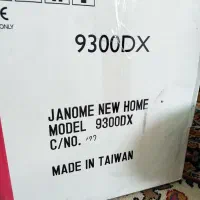 ONLY
9300DX
JANOME NEW HOME
MODEL 9300DX
C/NO.
MADE IN TAIWAN